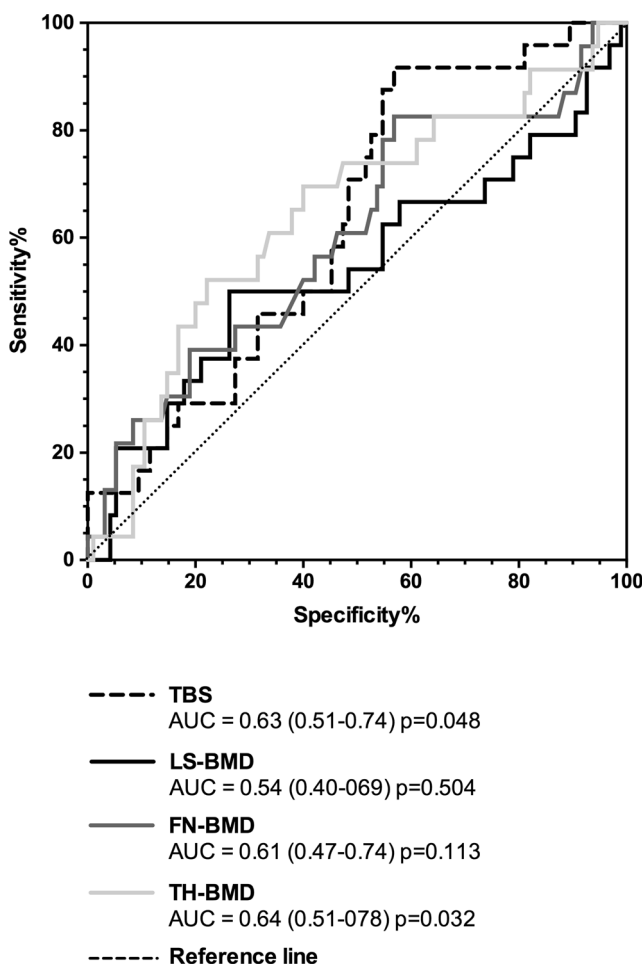 100
80
60
40
20
0
Sensitivity%
0 20 40 60 80 100
Specificity%
TBS
AUC = 0.63 (0.51-0.74) p=0.048
LS-BMD
AUC = 0.54 (0.40-069) p=0.504
FN-BMD
AUC = 0.61 (0.47-0.74) p=0.113
TH-BMD
AUC = 0.64 (0.51-078) p=0.032
Reference line